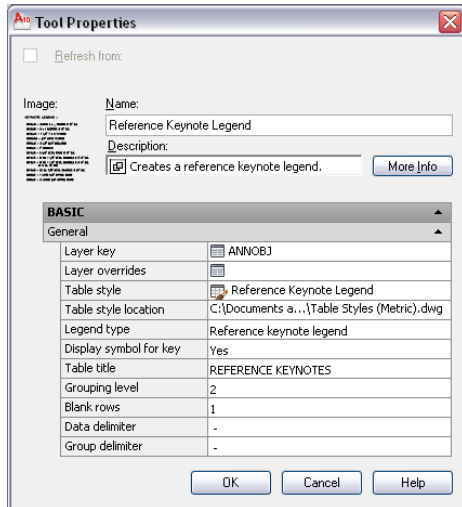 A10 Tool Properties
Refresh from:
Image:
Name:
Reference Keynote Legend
Description:
Creates a reference keynote legend.
More Info
BASIC
General
Layer key ANNOBJ
Layer overrides
Table style Reference Keynote Legend
Table style location C:\Documents a...\Table Styles (Metric).dwg
Legend type Reference keynote legend
Display symbol for key Yes
Table title REFERENCE KEYNOTES
Grouping level 2
Blank rows 1
Data delimiter -
Group delimiter -
OK Cancel Help